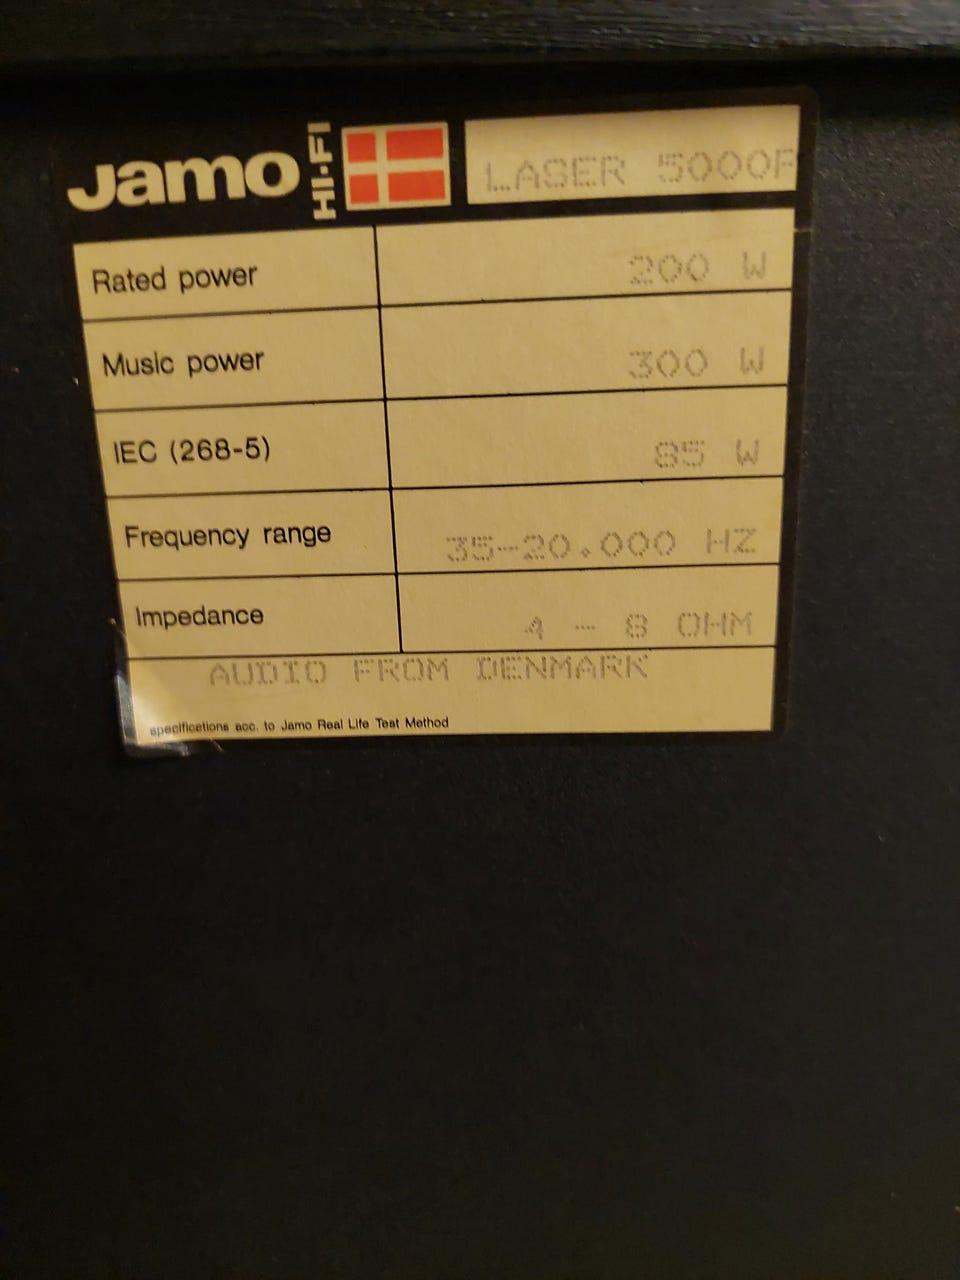 Jamo HI-FI LASER 5000F
Rated power 200 W
Music power 300 W
IEC (268-5) 85 W
Frequency range 35-20.000 HZ
Impedance 4 - 8 OHM
AUDIO FROM DENMARK
specifications acc. to Jamo Real Life Test Method